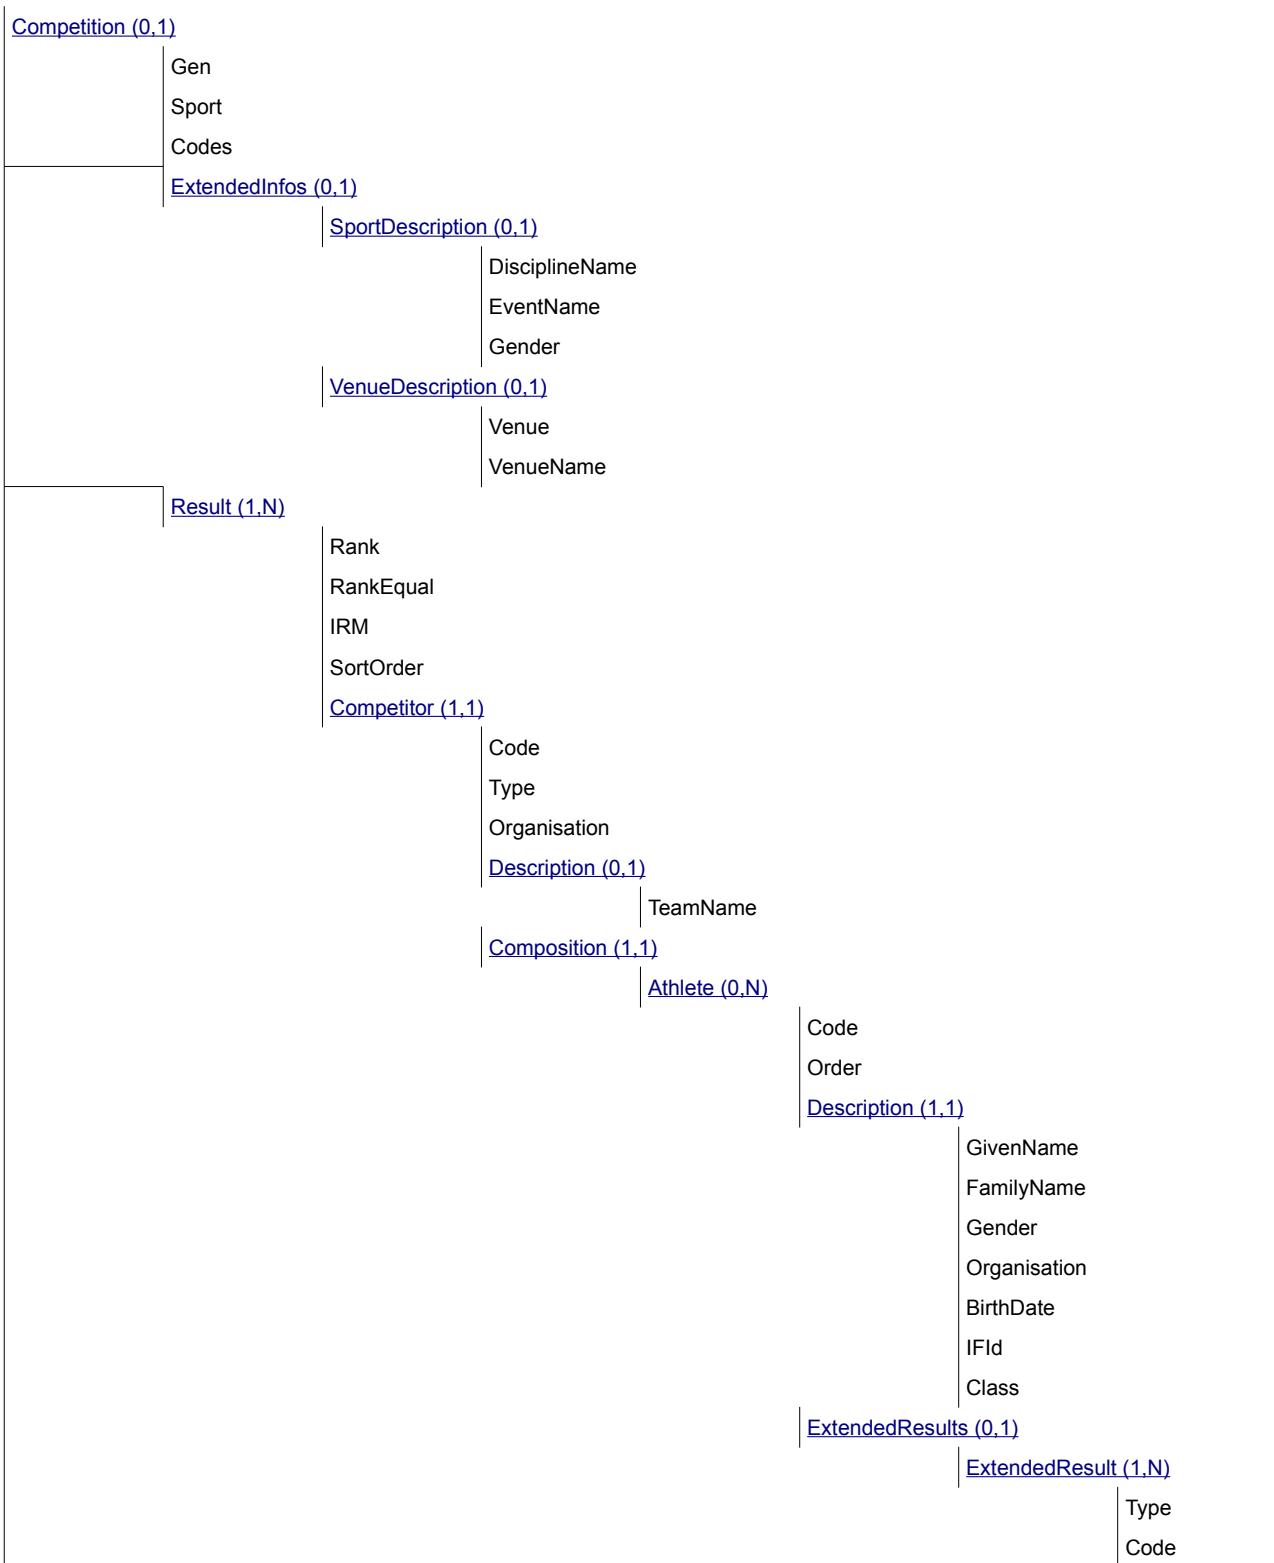 Competition (0,1)
Gen
Sport
Codes
ExtendedInfos (0,1)
SportDescription (0,1)
DisciplineName
EventName
Gender
VenueDescription (0,1)
Venue
VenueName
Result (1,N)
Rank
RankEqual
IRM
SortOrder
Competitor (1,1)
Code
Type
Organisation
Description (0,1)
TeamName
Composition (1,1)
Athlete (0,N)
Code
Order
Description (1,1)
GivenName
FamilyName
Gender
Organisation
BirthDate
IFId
Class
ExtendedResults (0,1)
ExtendedResult (1,N)
Type
Code